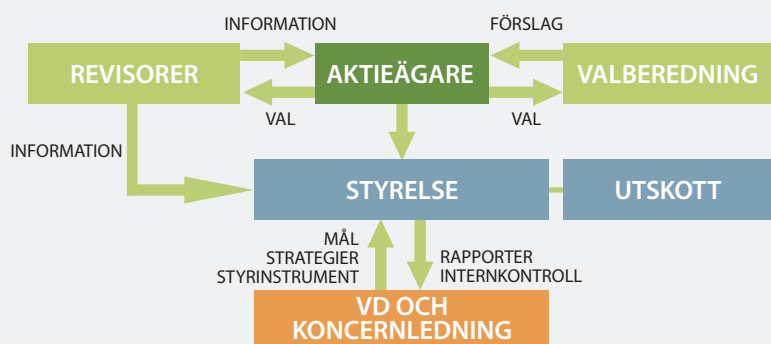 INFORMATION
FÖRSLAG
REVISORER
AKTIEÄGARE
VALBEREDNING
VAL
VAL
INFORMATION
STYRELSE
UTSKOTT
MÅL
STRATEGIER
STYRINSTRUMENT
RAPPORTER
INTERNKONTROLL
VD OCH
KONCERNLEDNING